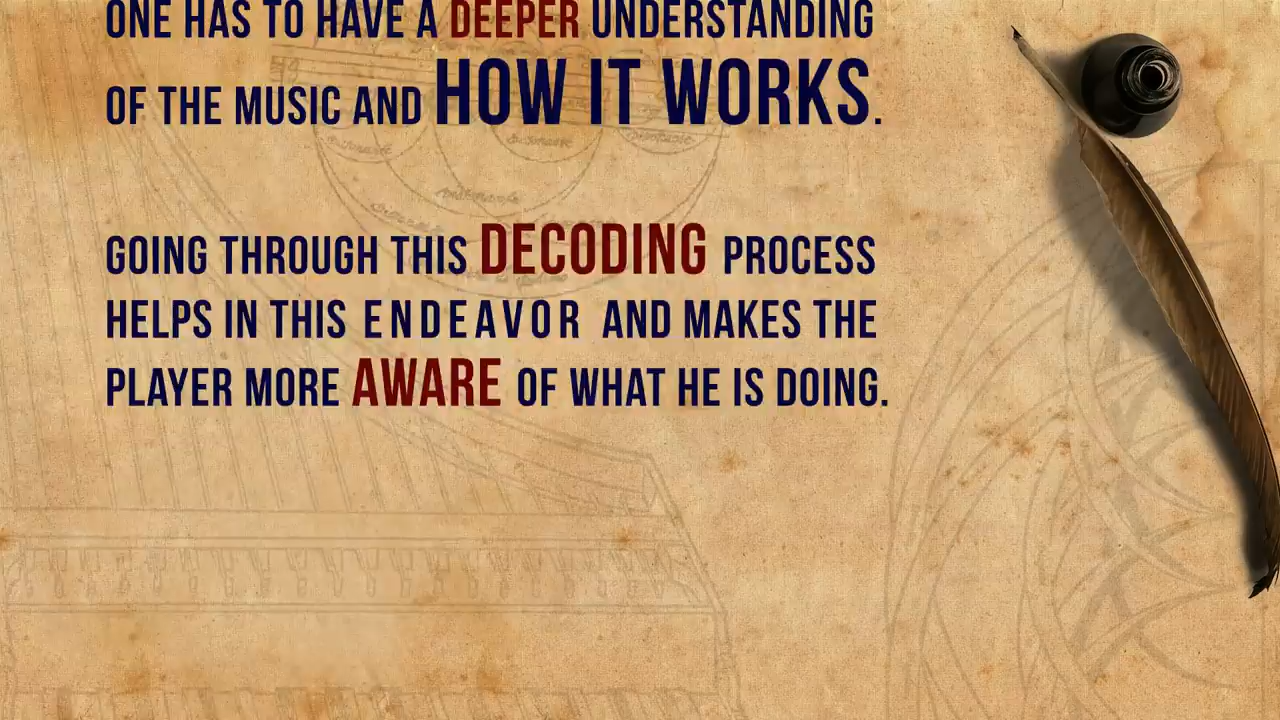 ONE HAS TO HAVE A DEEPER UNDERSTANDING
OF THE MUSIC AND HOW IT WORKS.
GOING THROUGH THIS DECODING PROCESS
HELPS IN THIS ENDEAVOR AND MAKES THE
PLAYER MORE AWARE OF WHAT HE IS DOING.